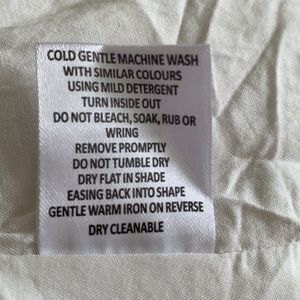 COLD GENTLE MACHINE WASH
WITH SIMILAR COLOURS
USING MILD DETERGENT
TURN INSIDE OUT
DO NOT BLEACH, SOAK, RUB OR
WRING
REMOVE PROMPTLY
DO NOT TUMBLE DRY
DRY FLAT IN SHADE
EASING BACK INTO SHAPE
GENTLE WARM IRON ON REVERSE
DRY CLEANABLE